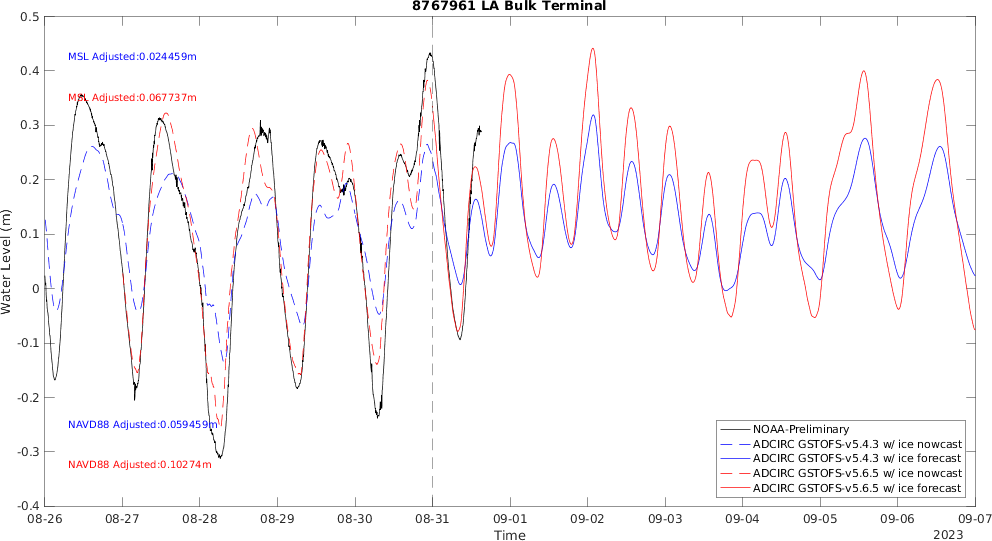 8767961 LA Bulk Terminal
0.5
0.4
0.3
0.2
0.1
0
-0.1
-0.2
-0.3
-0.4
Water Level (m)
MSL Adjusted:0.024459m
MSL Adjusted:0.067737m
NAVD88 Adjusted:0.059459m
NAVD88 Adjusted:0.10274m
NOAA-Preliminary
ADCIRC GSTOFS-v5.4.3 w/ ice nowcast
ADCIRC GSTOFS-v5.4.3 w/ ice forecast
ADCIRC GSTOFS-v5.6.5 w/ ice nowcast
ADCIRC GSTOFS-v5.6.5 w/ ice forecast
08-26 08-27 08-28 08-29 08-30 08-31 09-01 09-02 09-03 09-04 09-05 09-06 09-07
Time
2023